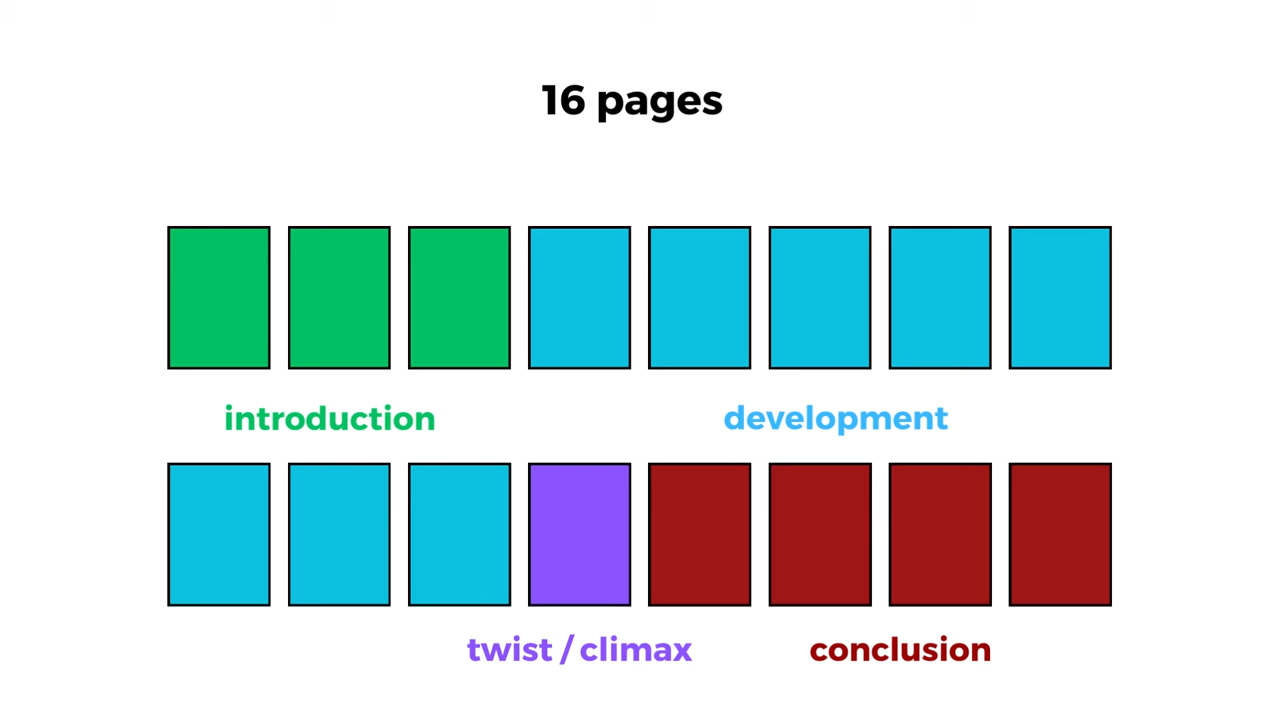 16 pages
introduction
development
twist / climax
conclusion